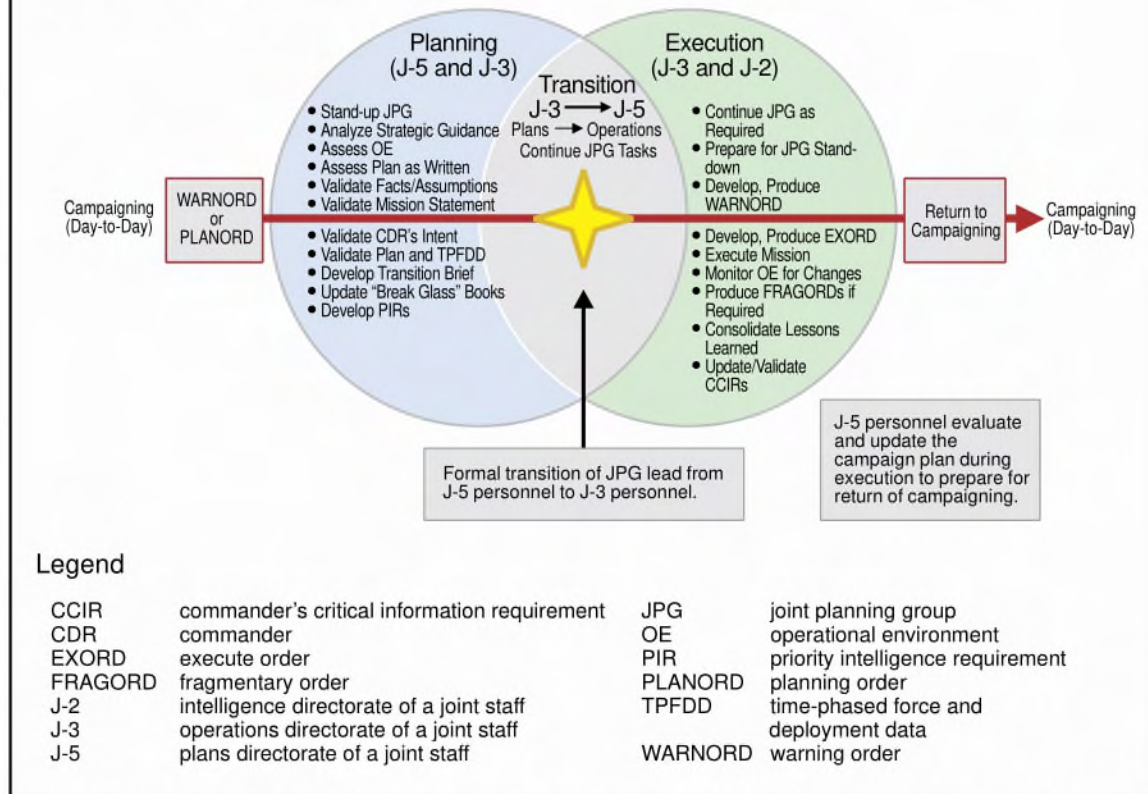 Planning
(J-5 and J-3)
Execution
(J-3 and J-2)
Transition
J-3 → J-5
Plans → Operations
Continue JPG Tasks
• Stand-up JPG
• Analyze Strategic Guidance
• Assess OE
• Assess Plan as Written
• Validate Facts/Assumptions
• Validate Mission Statement
• Validate CDR's Intent
• Validate Plan and TPFDD
• Develop Transition Brief
• Update “Break Glass” Books
• Develop PIRs
• Continue JPG as
Required
• Prepare for JPG Stand-
down
• Develop, Produce
WARNORD
• Develop, Produce EXORD
• Execute Mission
• Monitor OE for Changes
• Produce FRAGORDs if
Required
• Consolidate Lessons
Learned
• Update/Validate
CCIRs
Campaigning
(Day-to-Day)
WARNORD
or
PLANORD
Return to
Campaigning
Campaigning
(Day-to-Day)
Formal transition of JPG lead from
J-5 personnel to J-3 personnel.
J-5 personnel evaluate
and update the
campaign plan during
execution to prepare for
return of campaigning.
Legend
CCIR commander's critical information requirement
CDR commander
EXORD execute order
FRAGORD fragmentary order
J-2 intelligence directorate of a joint staff
J-3 operations directorate of a joint staff
J-5 plans directorate of a joint staff
JPG joint planning group
OE operational environment
PIR priority intelligence requirement
PLANORD planning order
TPFDD time-phased force and
deployment data
WARNORD warning order